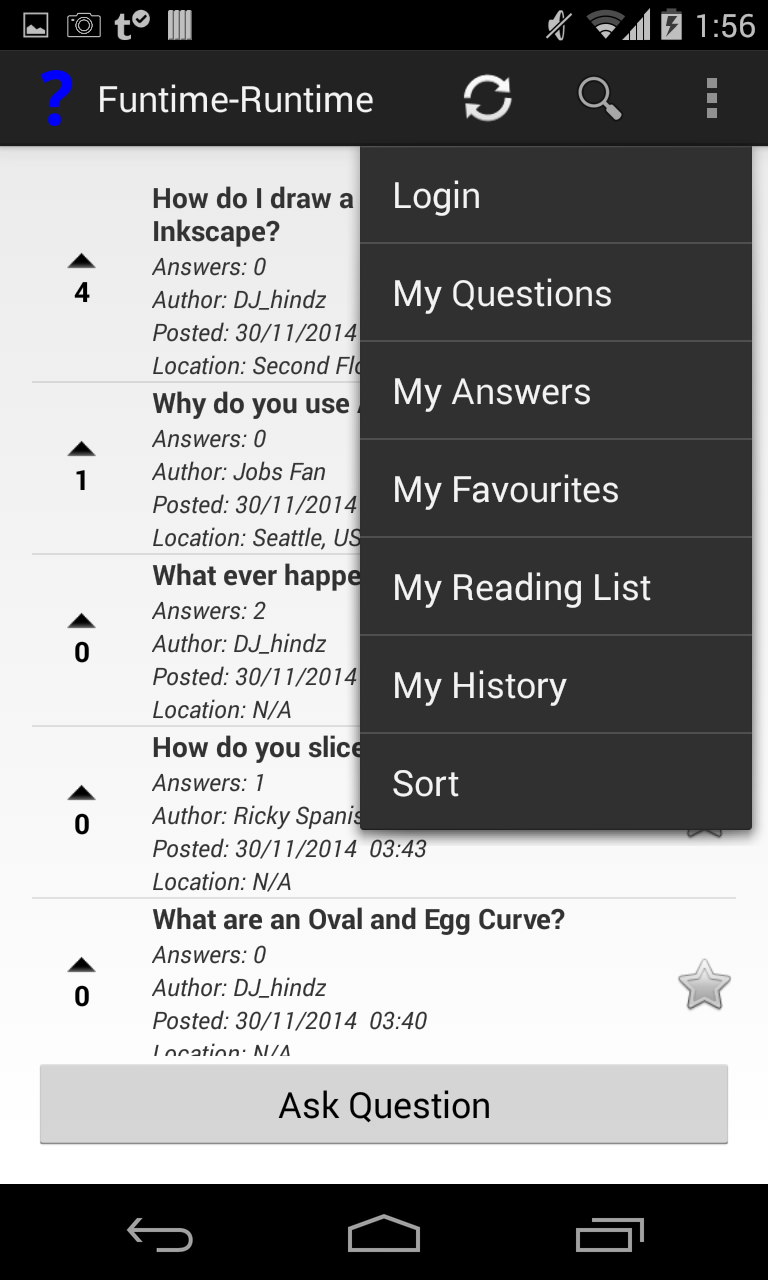 1:56
Funtime-Runtime
Login
My Questions
My Answers
My Favourites
My Reading List
My History
Sort
How do I draw a
Inkscape?
Answers: 0
Author: DJ_hindz
Posted: 30/11/2014
Location: Second
4
Why do you use
Answers: 0
Author: Jobs Fan
Posted: 30/11/2014
Location: Seattle, US
1
What ever
Answers: 2
Author: DJ_hindz
Posted: 30/11/2014
Location: N/A
0
How do you slice
Answers: 1
Author: Ricky
Posted: 30/11/2014 03:43
Location: N/A
0
What are an Oval and Egg Curve?
Answers: 0
Author: DJ_hindz
Posted: 30/11/2014 03:40
Location: N/A
0
Ask Question